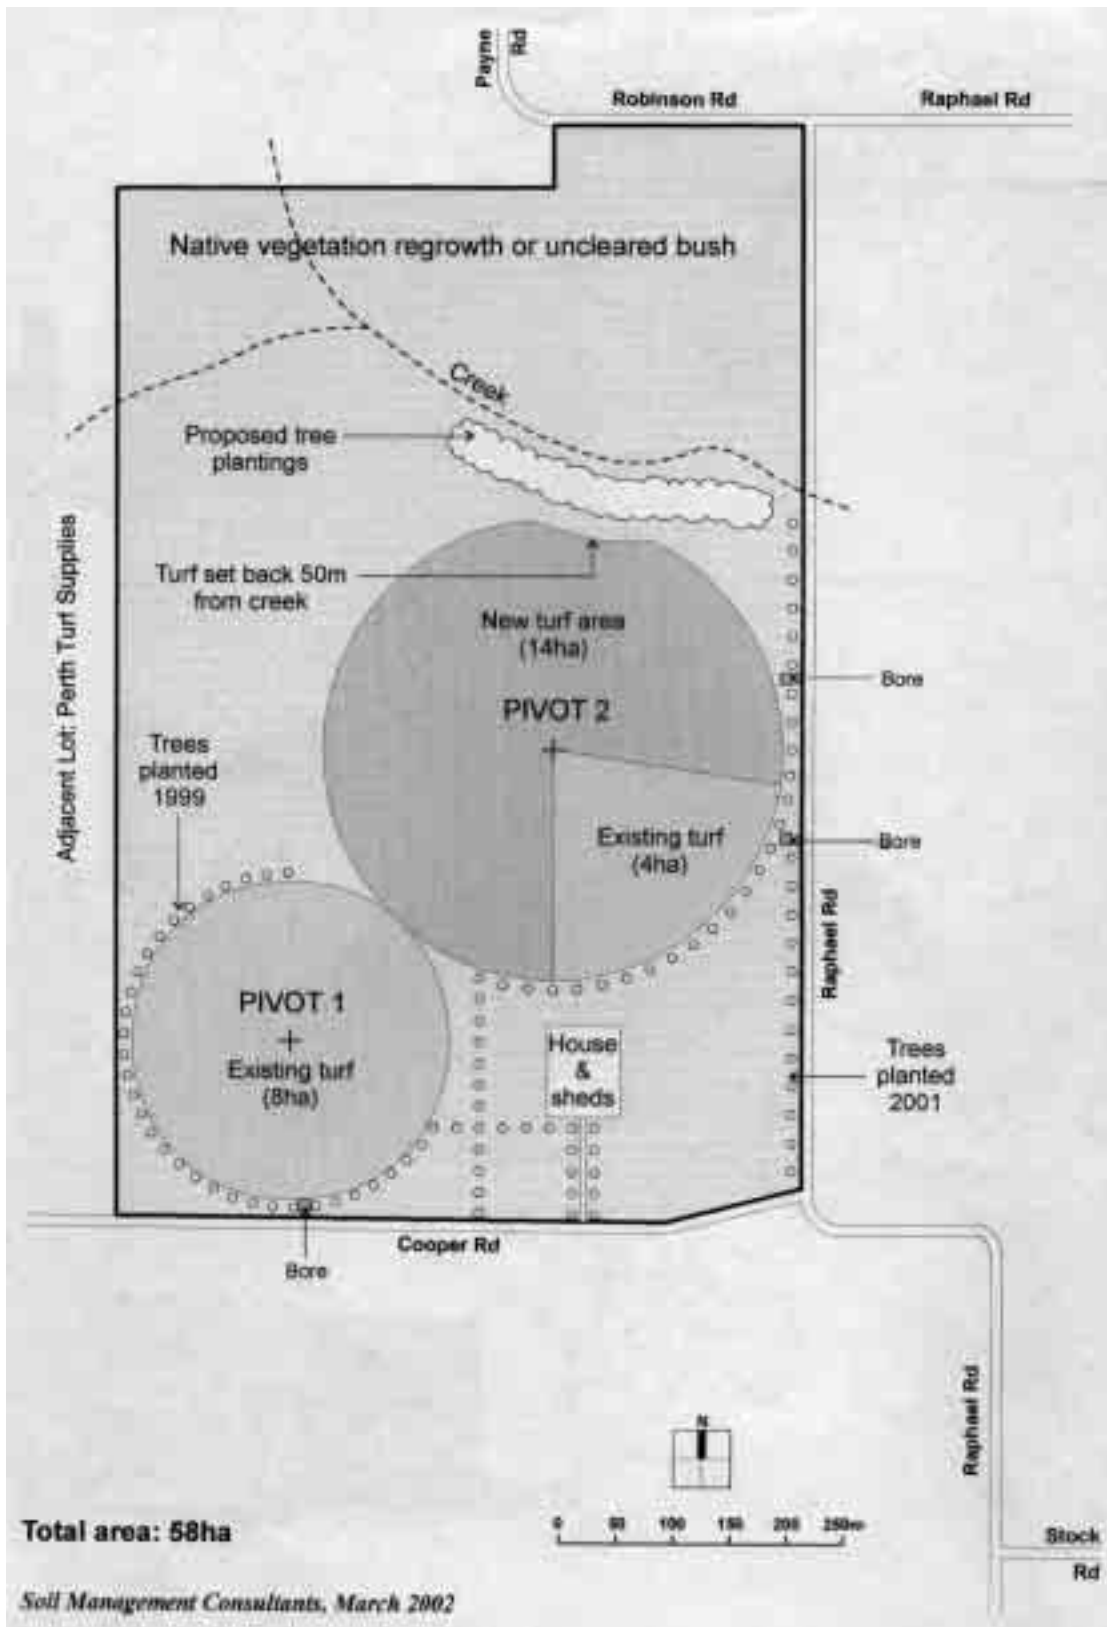 Payne
Rd
Robinson Rd
Raphael Rd
Native vegetation regrowth or uncleared bush
Creek
Proposed tree
plantings
Adjacent Lot: Perth Turf Supplies
Turf set back 50m
from creek
New turf area
(14ha)
Bore
PIVOT 2
Trees
planted
1999
Existing turf
(4ha)
Bore
Raphael Rd
PIVOT 1
Existing turf
(8ha)
House
&
sheds
Trees
planted
2001
Cooper Rd
Bore
Raphael Rd
N
Total area: 58ha
0 50 100 150 200 250m
Stock
Rd
Soil Management Consultants, March 2002